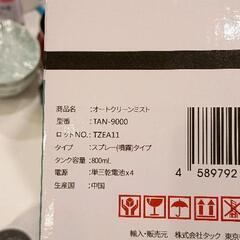 商品：オートクリーンミスト
型番：TAN-9000
ロットNO.：TZEA11
タイプ：スプレー(噴霧)タイプ
タンク容量：800mL
電源：単三乾電池x4
生産国：中国
4 589792
輸入・販売元：株式会社タック 東京